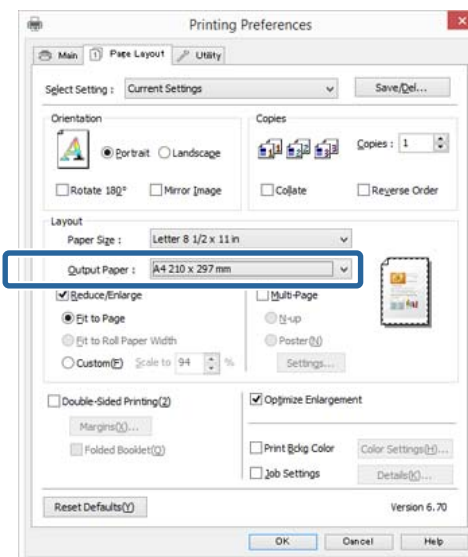 Printing Preferences
Main Page Layout Utility
Select Setting : Current Settings Save/Del...
Orientation Copies
Portrait Landscape Copies : 1
Rotate 180° Mirror Image Collate Reverse Order
Layout
Paper Size : Letter 8 1/2 x 11 in
Output Paper : A4 210 x 297 mm
Reduce/Enlarge Multi-Page
Fit to Page N-up
Fit to Roll Paper Width Poster(N)
Custom(F) Scale to 94 % Settings...
Double-Sided Printing(2) Optimize Enlargement
Margins(X)...
Folded Booklet(Q) Print Bckg Color Color Settings(H)...
Job Settings Details(K)...
Reset Defaults(Y) Version 6.70
OK Cancel Help